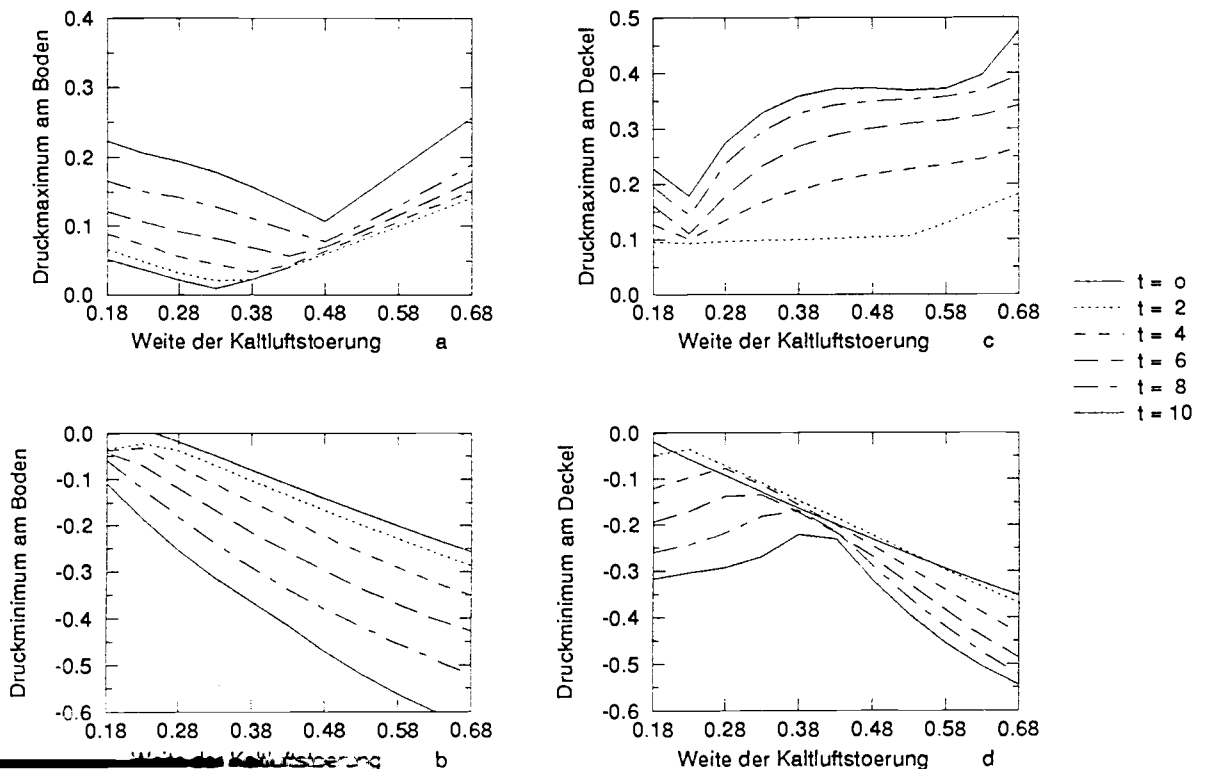 Druckmaximum am Boden
0.4
0.3
0.2
0.1
0.0
0.18 0.28 0.38 0.48 0.58 0.68
Weite der Kaltluftstoerung a
Druckmaximum am Deckel
0.5
0.4
0.3
0.2
0.1
0.0
0.18 0.28 0.38 0.48 0.58 0.68
Weite der Kaltluftstoerung c
t = o
t = 2
t = 4
t = 6
t = 8
t = 10
Druckminimum am Boden
0.0
-0.1
-0.2
-0.3
-0.4
-0.5
-0.6
0.18 0.28 0.38 0.48 0.58 0.68
Weite der Kaltluftstoerung b
Druckminimum am Deckel
0.0
-0.1
-0.2
-0.3
-0.4
-0.5
-0.6
0.18 0.28 0.38 0.48 0.58 0.68
Weite der Kaltluftstoerung d